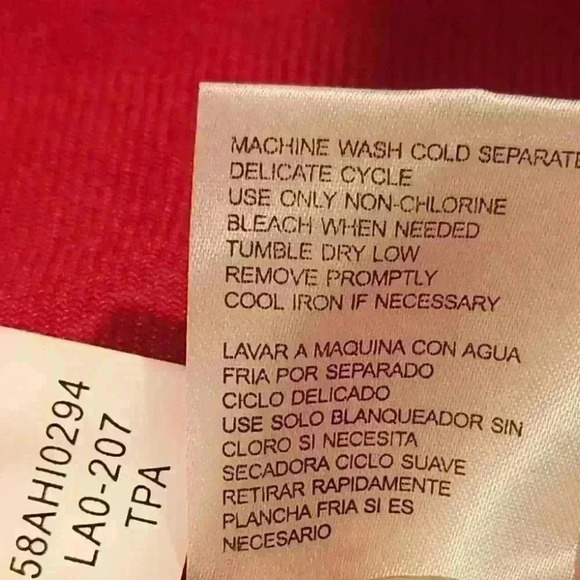 MACHINE WASH COLD SEPARATE
DELICATE CYCLE
USE ONLY NON-CHLORINE
BLEACH WHEN NEEDED
TUMBLE DRY LOW
REMOVE PROMPTLY
COOL IRON IF NECESSARY
LAVAR A MAQUINA CON AGUA
FRIA POR SEPARADO
CICLO DELICADO
USE SOLO BLANQUEADOR SIN
CLORO SI NECESITA
SECADORA CICLO SUAVE
RETIRAR RAPIDAMENTE
PLANCHA FRIA SI ES
NECESARIO
58AHI0294
LA0-207
TPA